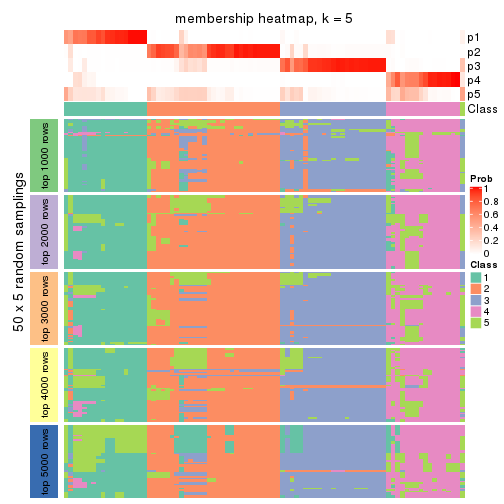 membership heatmap, k = 5
p1
p2
p3
p4
p5
Class
50 x 5 random samplings
top 1000 rows
top 2000 rows
top 3000 rows
top 4000 rows
top 5000 rows
Prob
1
0.8
0.6
0.4
0.2
0
Class
1
2
3
4
5